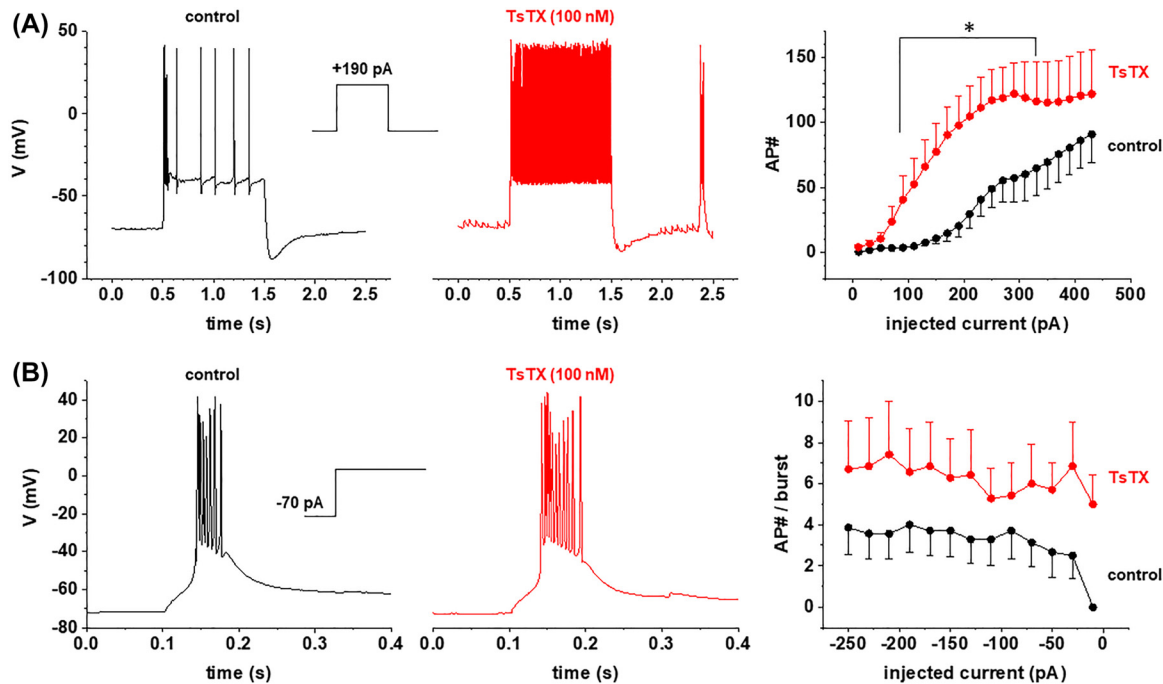 (A)
control
TsTX (100 nM)
50
0
-50
-100
V (mV)
+190 pA
0.0 0.5 1.0 1.5 2.0 2.5
time (s)
0.0 0.5 1.0 1.5 2.0 2.5
time (s)
150
100
50
0
AP#
*
TsTX
control
0 100 200 300 400 500
injected current (pA)
(B)
control
TsTX (100 nM)
40
20
0
-20
-40
-60
-80
V (mV)
-70 pA
0.0 0.1 0.2 0.3 0.4
time (s)
0.0 0.1 0.2 0.3 0.4
time (s)
10
8
6
4
2
0
AP# / burst
TsTX
control
-250 -200 -150 -100 -50 0
injected current (pA)